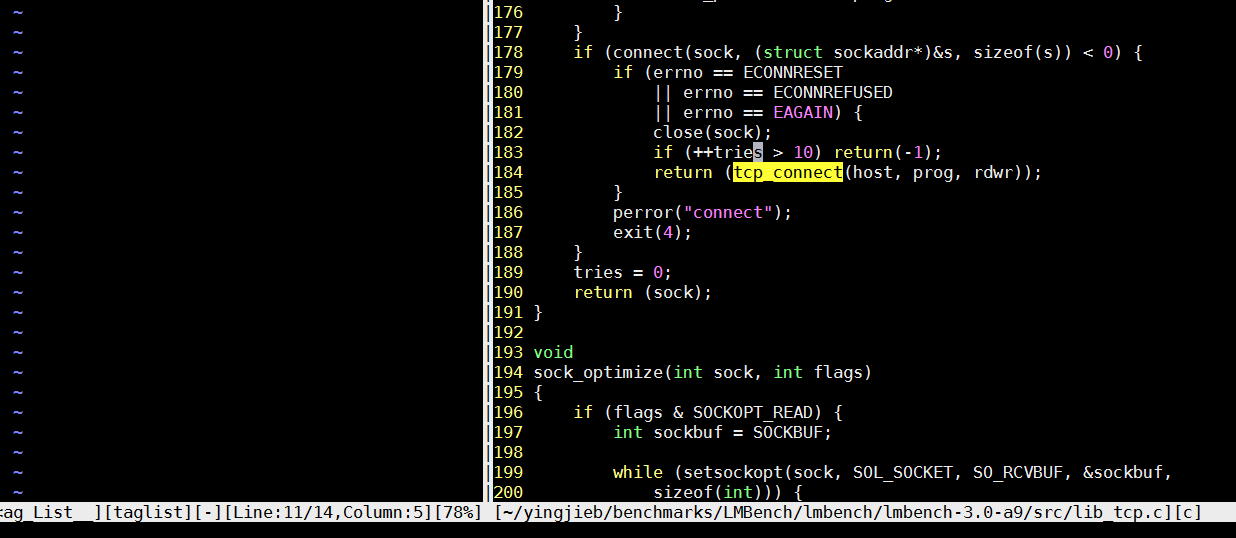 176         }
177     }
178     if (connect(sock, (struct sockaddr*)&s, sizeof(s)) < 0) {
179         if (errno == ECONNRESET
180             || errno == ECONNREFUSED
181             || errno == EAGAIN) {
182             close(sock);
183             if (++tries > 10) return(-1);
184             return (tcp_connect(host, prog, rdwr));
185         }
186         perror("connect");
187         exit(4);
188     }
189     tries = 0;
190     return (sock);
191 }
192
193 void
194 sock_optimize(int sock, int flags)
195 {
196     if (flags & SOCKOPT_READ) {
197         int sockbuf = SOCKBUF;
198
199         while (setsockopt(sock, SOL_SOCKET, SO_RCVBUF, &sockbuf,
200             sizeof(int))) {
<ag_List__][taglist][-][Line:11/14,Column:5][78%] [~/yingjieb/benchmarks/LMBench/lmbench/lmbench-3.0-a9/src/lib_tcp.c][c]